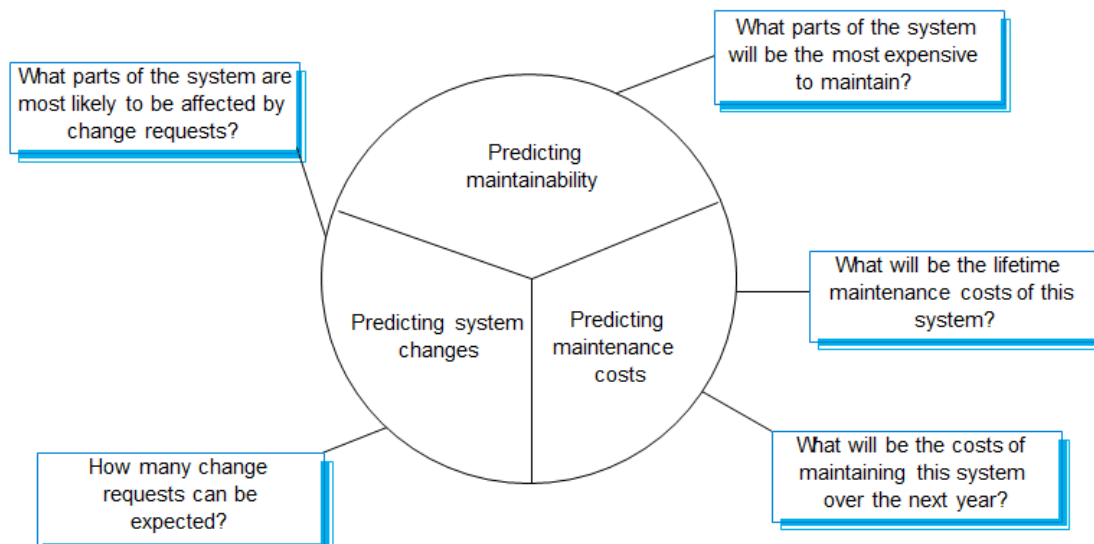 What parts of the system
will be the most expensive
to maintain?
What parts of the system are
most likely to be affected by
change requests?
Predicting
maintainability
What will be the lifetime
maintenance costs of this
system?
Predicting system
changes
Predicting
maintenance
costs
What will be the costs of
maintaining this system
over the next year?
How many change
requests can be
expected?